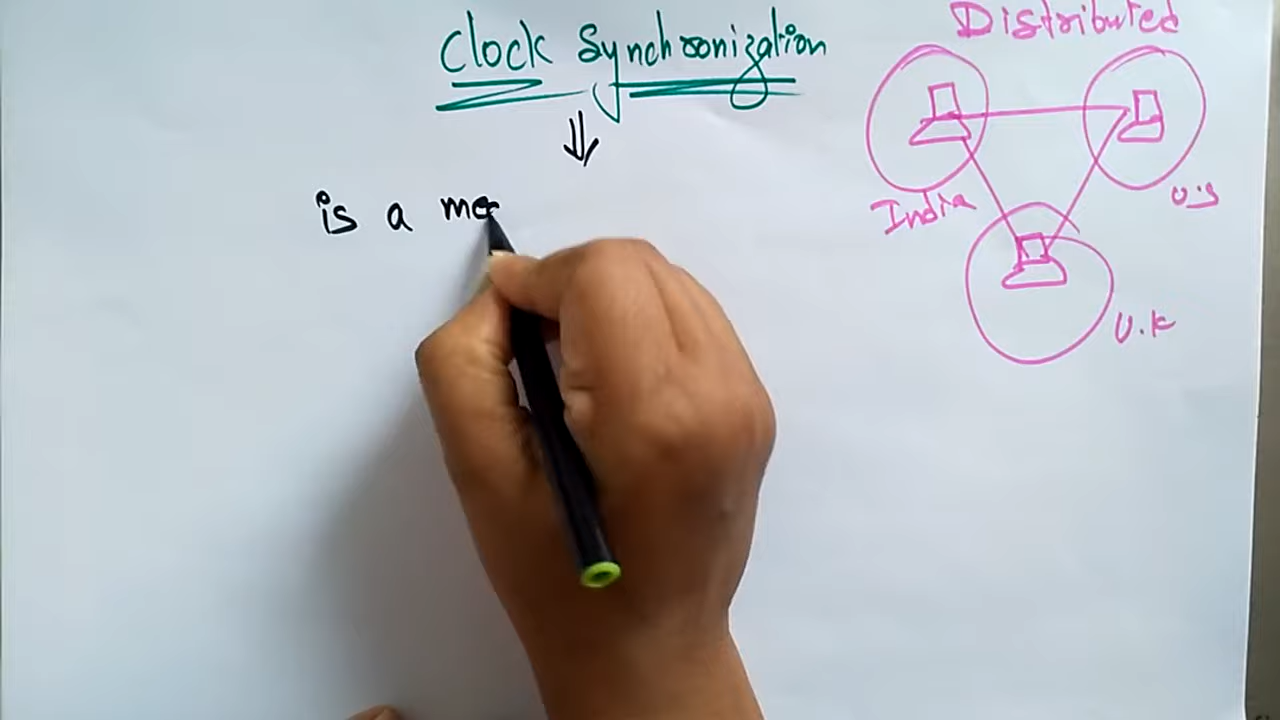 Clock Synchronization
is a me
Distributed
India
U.S
U.K